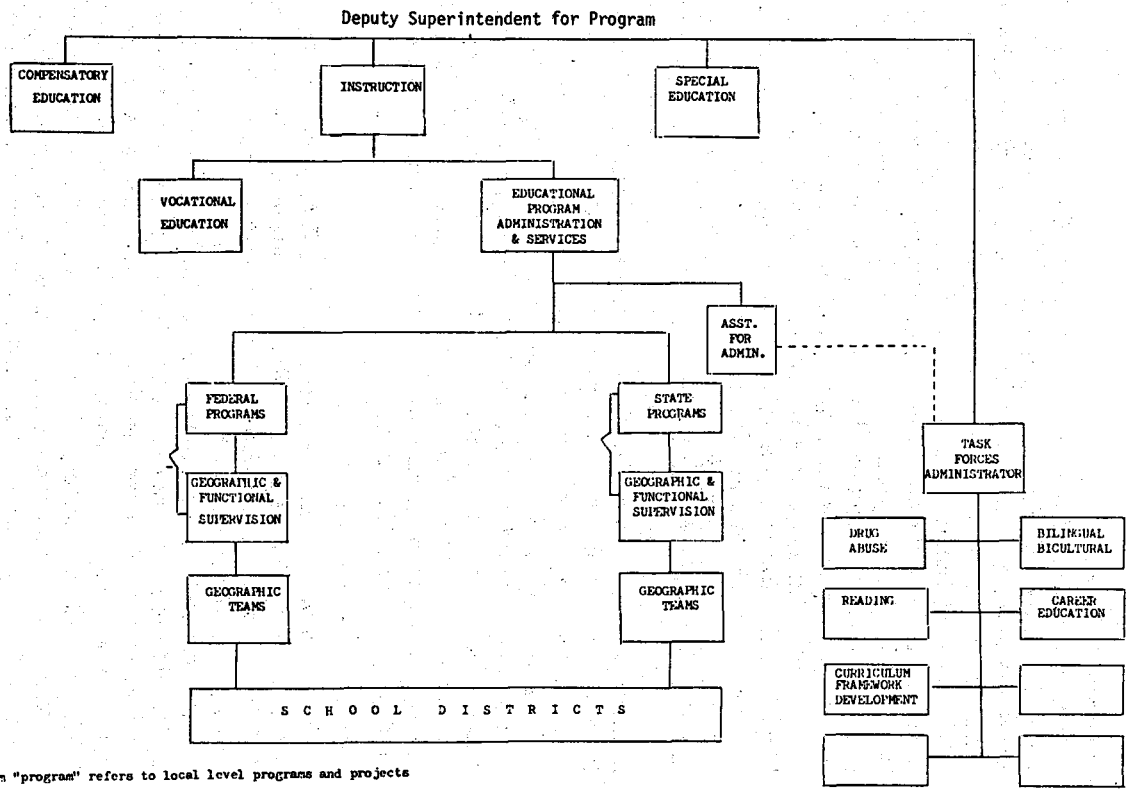 Deputy Superintendent for Program
COMPENSATORY
EDUCATION
INSTRUCTION
SPECIAL
EDUCATION
VOCATIONAL
EDUCATION
EDUCATIONAL
PROGRAM
ADMINISTRATION
& SERVICES
ASST.
FOR
ADMIN.
FEDERAL
PROGRAMS
STATE
PROGRAMS
TASK
FORCES
ADMINISTRATOR
GEOGRAPHIC &
FUNCTIONAL
SUPERVISION
GEOGRAPHIC &
FUNCTIONAL
SUPERVISION
DRUG
ABUSE
BILINGUAL
BICULTURAL
GEOGRAPHIC
TEAMS
GEOGRAPHIC
TEAMS
READING
CAREER
EDUCATION
CURRICULUM
FRAMEWORK
DEVELOPMENT
SCHOOL DISTRICTS
"program" refers to local level programs and projects